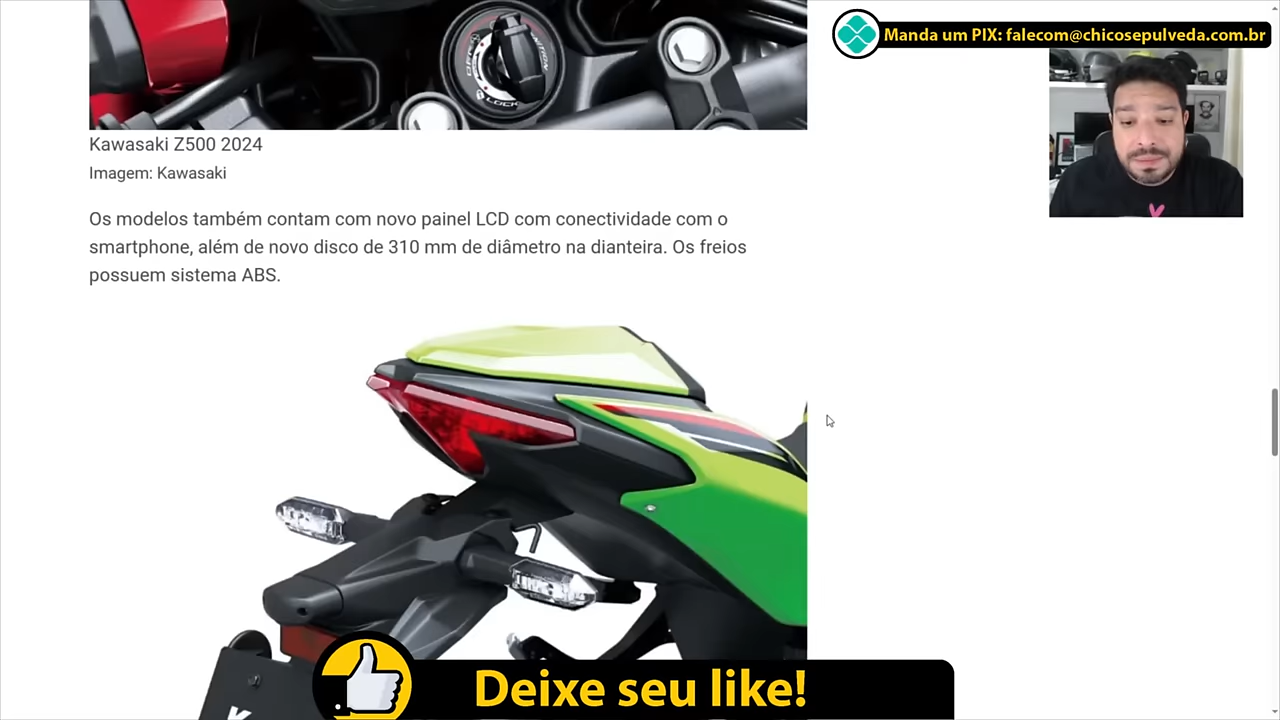 Manda um PIX: falecom@chicosepulveda.com.br
IGNITION
LOCK
Kawasaki Z500 2024
Imagem: Kawasaki
Os modelos também contam com novo painel LCD com conectividade com o
smartphone, além de novo disco de 310 mm de diâmetro na dianteira. Os freios
possuem sistema ABS.
Deixe seu like!